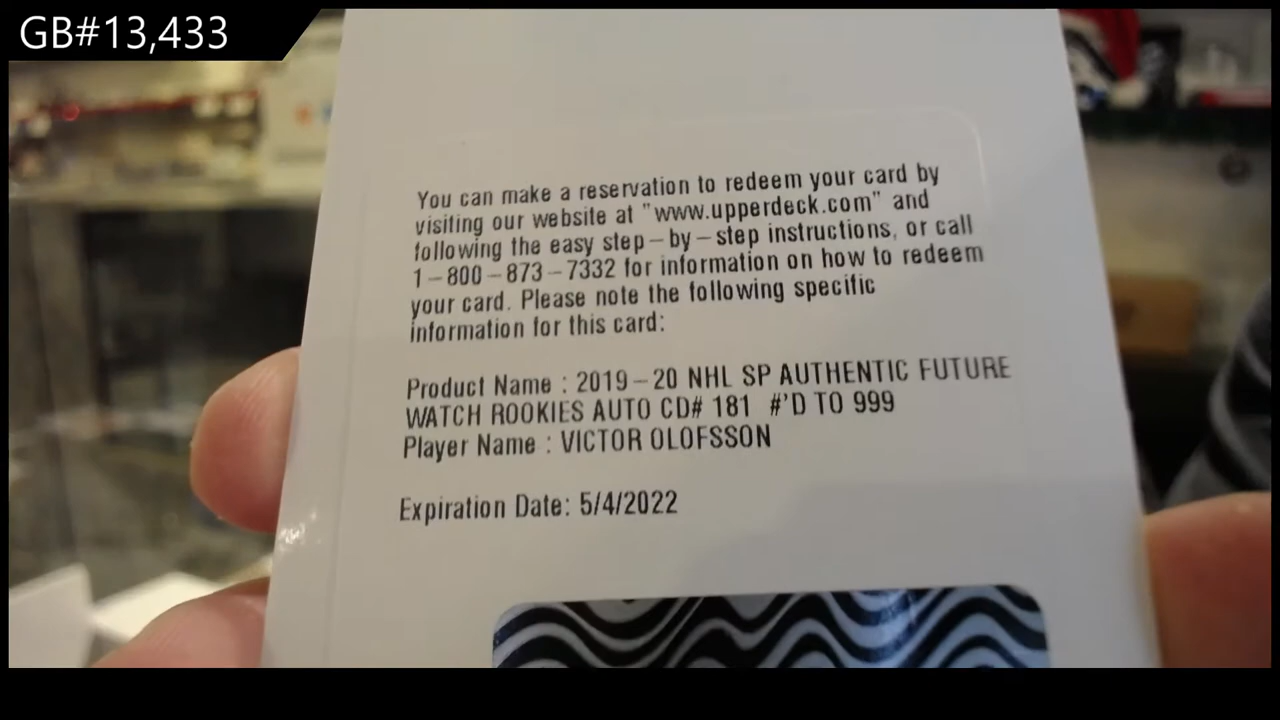 GB#13,433
You can make a reservation to redeem your card by
visiting our website at "www.upperdeck.com" and
following the easy step-by-step instructions, or call
1-800-873-7332 for information on how to redeem
your card. Please note the following specific
information for this card:
Product Name : 2019-20 NHL SP AUTHENTIC FUTURE
WATCH ROOKIES AUTO CD# 181 #'D TO 999
Player Name : VICTOR OLOFSSON
Expiration Date: 5/4/2022